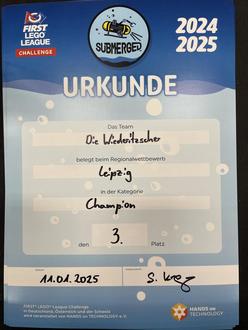 FIRST
LEGO
LEAGUE
CHALLENGE
SUBMERGED
2024
2025
URKUNDE
Das Team
Die Wiederitzscher
belegt beim Regionalwettbewerb
Leipzig
in der Kategorie
Champion
den 3. Platz
11.01.2025
FIRST® LEGO® League Challenge
in Deutschland, Österreich und der Schweiz
wird veranstaltet von HANDS on TECHNOLOGY e.V.
HANDS on
TECHNOLOGY